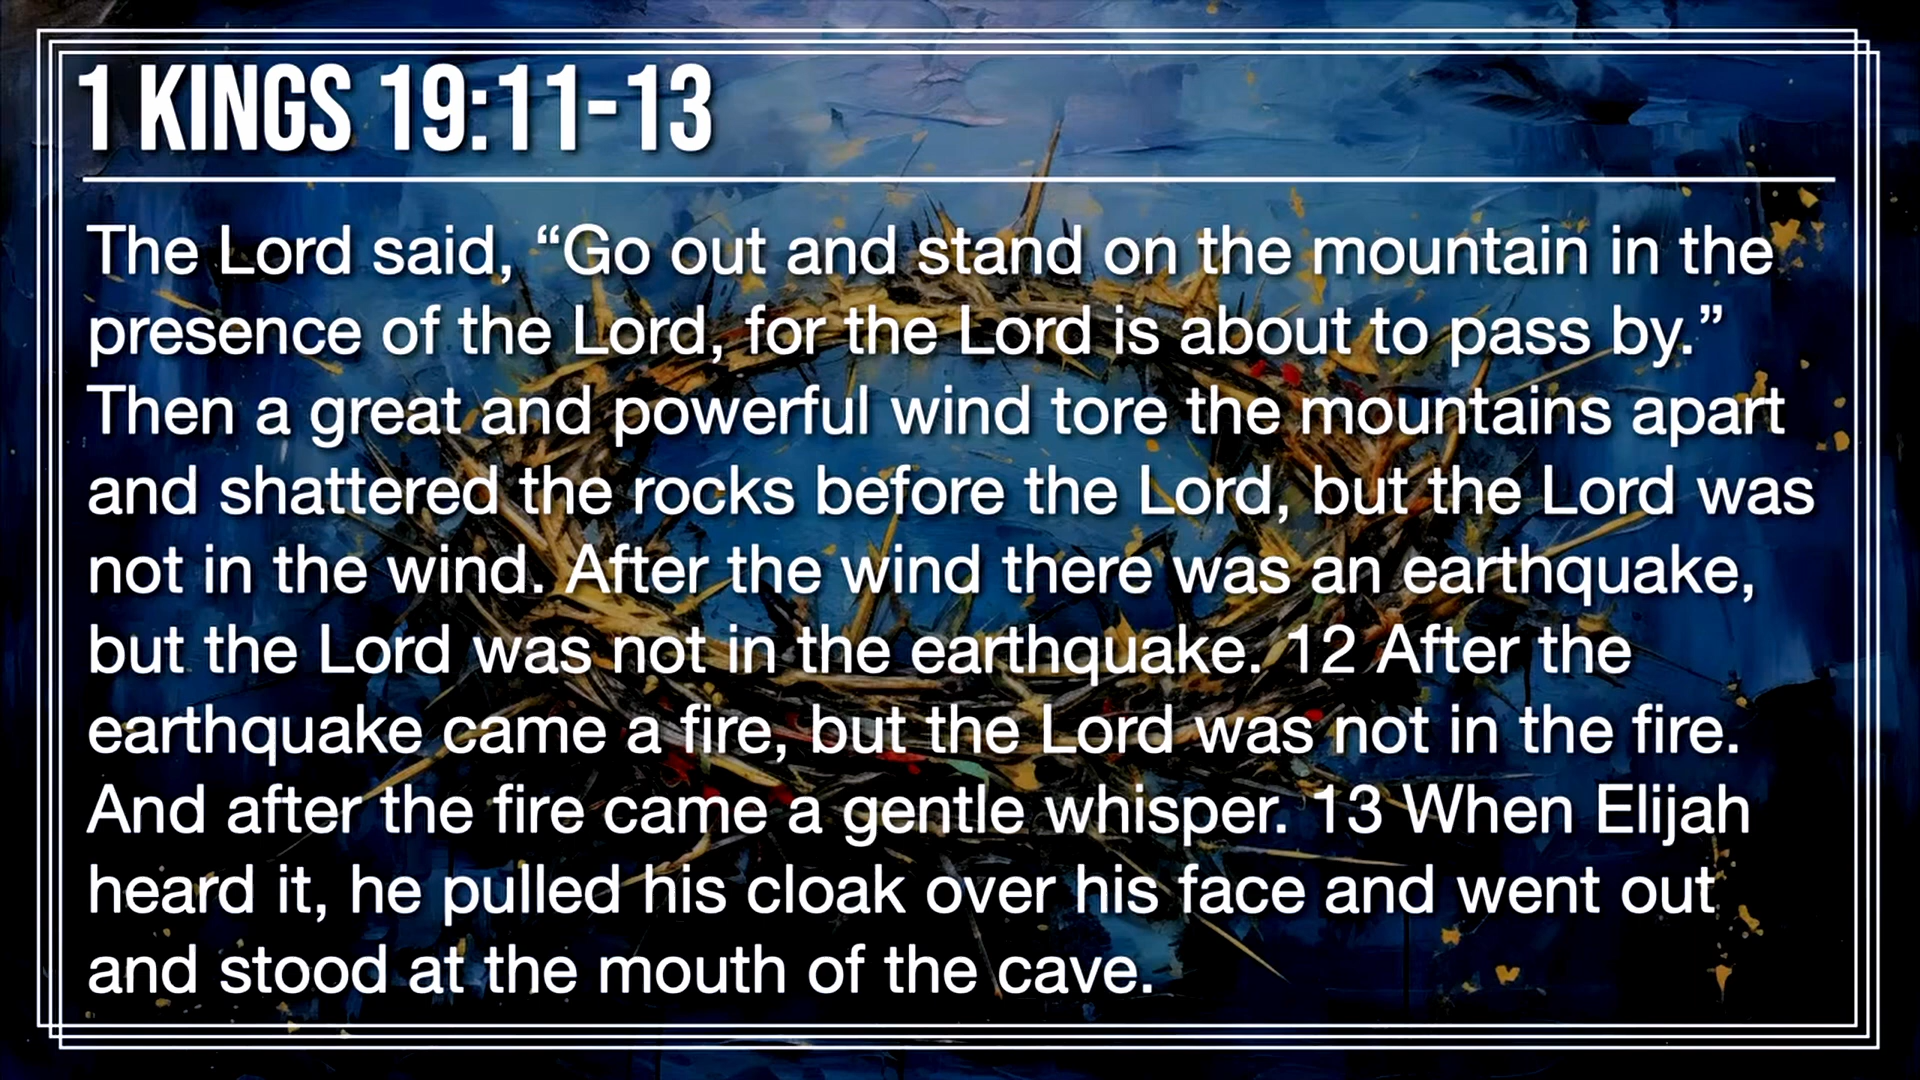 1 KINGS 19:11-13
The Lord said, “Go out and stand on the mountain in the
presence of the Lord, for the Lord is about to pass by.”
Then a great and powerful wind tore the mountains apart
and shattered the rocks before the Lord, but the Lord was
not in the wind. After the wind there was an earthquake,
but the Lord was not in the earthquake. 12 After the
earthquake came a fire, but the Lord was not in the fire.
And after the fire came a gentle whisper. 13 When Elijah
heard it, he pulled his cloak over his face and went out
and stood at the mouth of the cave.